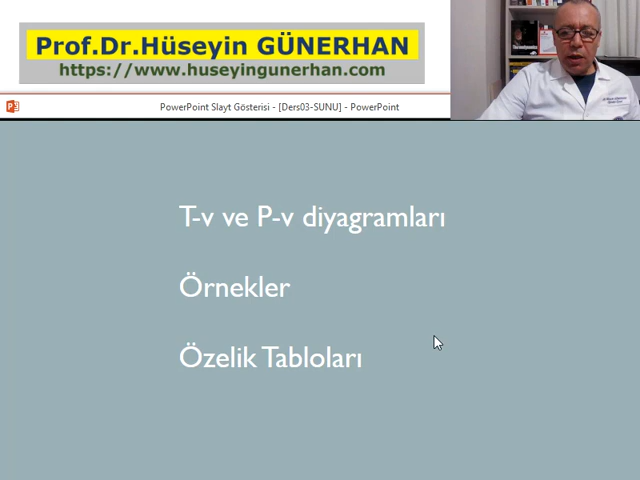 Prof.Dr.Hüseyin GÜNERHAN
https://www.huseyingunerhan.com
PowerPoint Slayt Gösterisi - [Ders03-SUNU] - PowerPoint
T-v ve P-v diyagramları
Örnekler
Özelik Tabloları